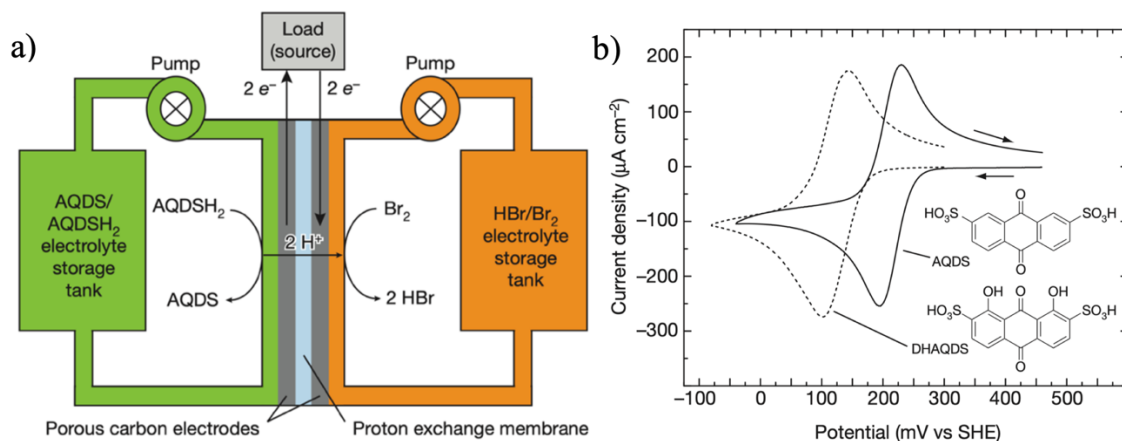 a)
Load
(source)
Pump
Pump
2 e⁻
2 e⁻
AQDS/
AQDSH₂
electrolyte
storage
tank
AQDSH₂
Br₂
2 H⁺
AQDS
2 HBr
HBr/Br₂
electrolyte
storage
tank
Porous carbon electrodes
Proton exchange membrane
b)
Current density (μA cm⁻²)
200
100
0
−100
−200
−300
HO₃S
SO₃H
O
O
AQDS
OH
O
OH
HO₃S
SO₃H
O
DHAQDS
−100
0
100
200
300
400
500
Potential (mV vs SHE)